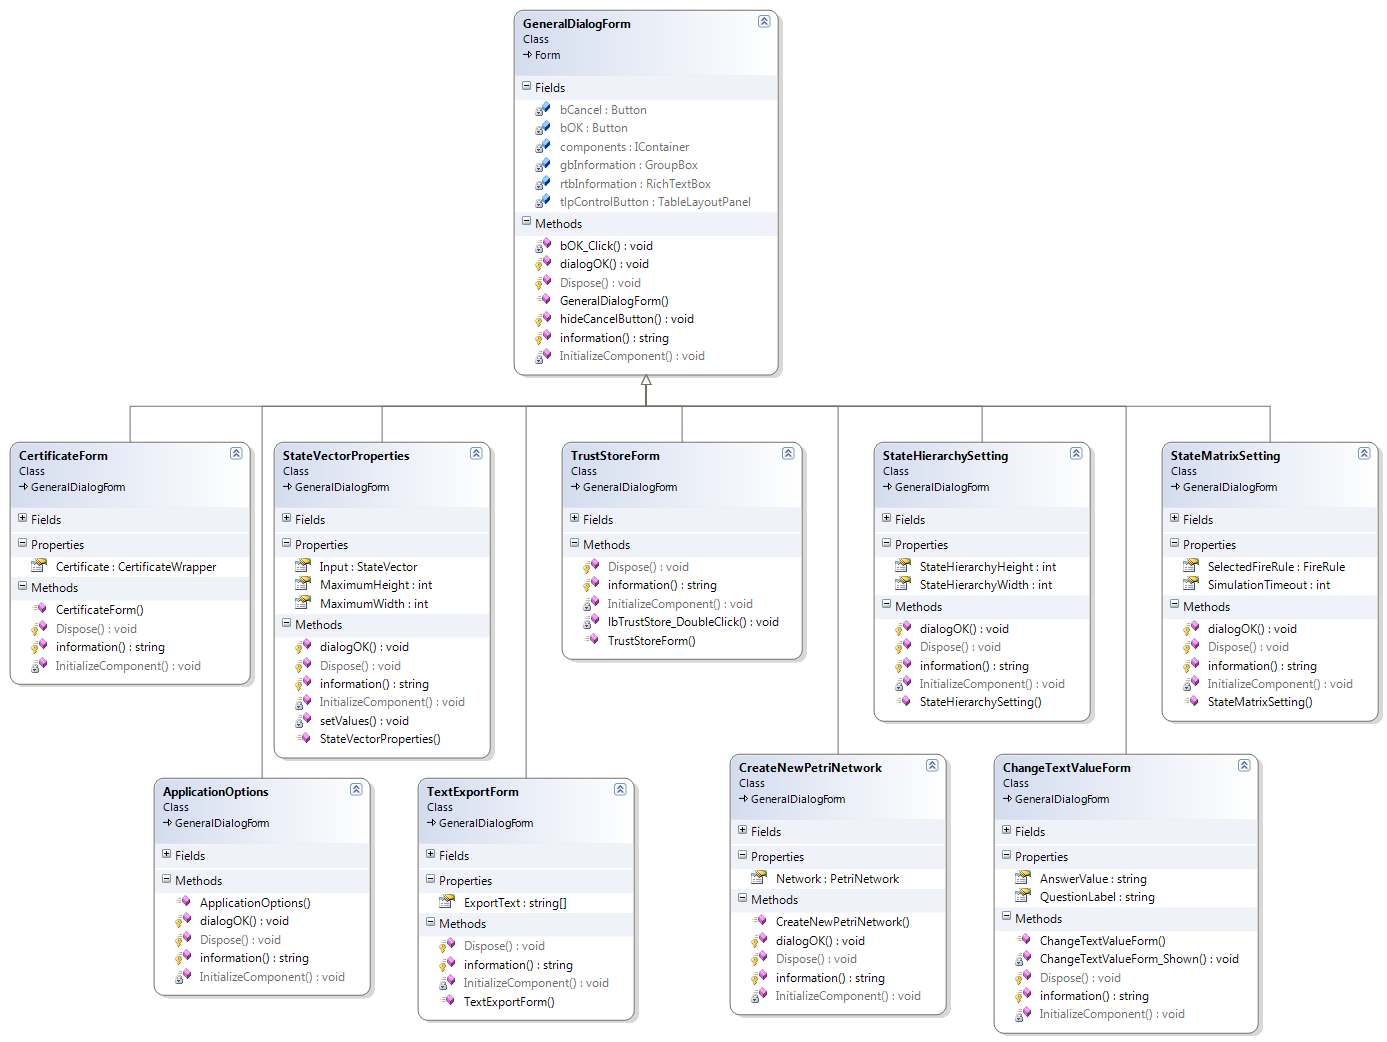 GeneralDialogForm
Class
Form
Fields
bCancel : Button
bOK : Button
components : IContainer
gbInformation : GroupBox
rtbInformation : RichTextBox
tlpControlButton : TableLayoutPanel
Methods
bOK_Click() : void
dialogOK() : void
Dispose() : void
GeneralDialogForm()
hideCancelButton() : void
information() : string
InitializeComponent() : void
CertificateForm
Class
GeneralDialogForm
Fields
Properties
Certificate : CertificateWrapper
Methods
CertificateForm()
Dispose() : void
information() : string
InitializeComponent() : void
StateVectorProperties
Class
GeneralDialogForm
Fields
Properties
Input : StateVector
MaximumHeight : int
MaximumWidth : int
Methods
dialogOK() : void
Dispose() : void
information() : string
InitializeComponent() : void
setValues() : void
StateVectorProperties()
TrustStoreForm
Class
GeneralDialogForm
Fields
Methods
Dispose() : void
information() : string
InitializeComponent() : void
lbTrustStore_DoubleClick() : void
TrustStoreForm()
StateHierarchySetting
Class
GeneralDialogForm
Fields
Properties
StateHierarchyHeight : int
StateHierarchyWidth : int
Methods
dialogOK() : void
Dispose() : void
information() : string
InitializeComponent() : void
StateHierarchySetting()
StateMatrixSetting
Class
GeneralDialogForm
Fields
Properties
SelectedFireRule : FireRule
SimulationTimeout : int
Methods
dialogOK() : void
Dispose() : void
information() : string
InitializeComponent() : void
StateMatrixSetting()
ApplicationOptions
Class
GeneralDialogForm
Fields
Methods
ApplicationOptions()
dialogOK() : void
Dispose() : void
information() : string
InitializeComponent() : void
TextExportForm
Class
GeneralDialogForm
Fields
Properties
ExportText : string[]
Methods
Dispose() : void
information() : string
InitializeComponent() : void
TextExportForm()
CreateNewPetriNetwork
Class
GeneralDialogForm
Fields
Properties
Network : PetriNetwork
Methods
CreateNewPetriNetwork()
dialogOK() : void
Dispose() : void
information() : string
InitializeComponent() : void
ChangeTextValueForm
Class
GeneralDialogForm
Fields
Properties
AnswerValue : string
QuestionLabel : string
Methods
ChangeTextValueForm()
ChangeTextValueForm_Shown() : void
Dispose() : void
information() : string
InitializeComponent() : void